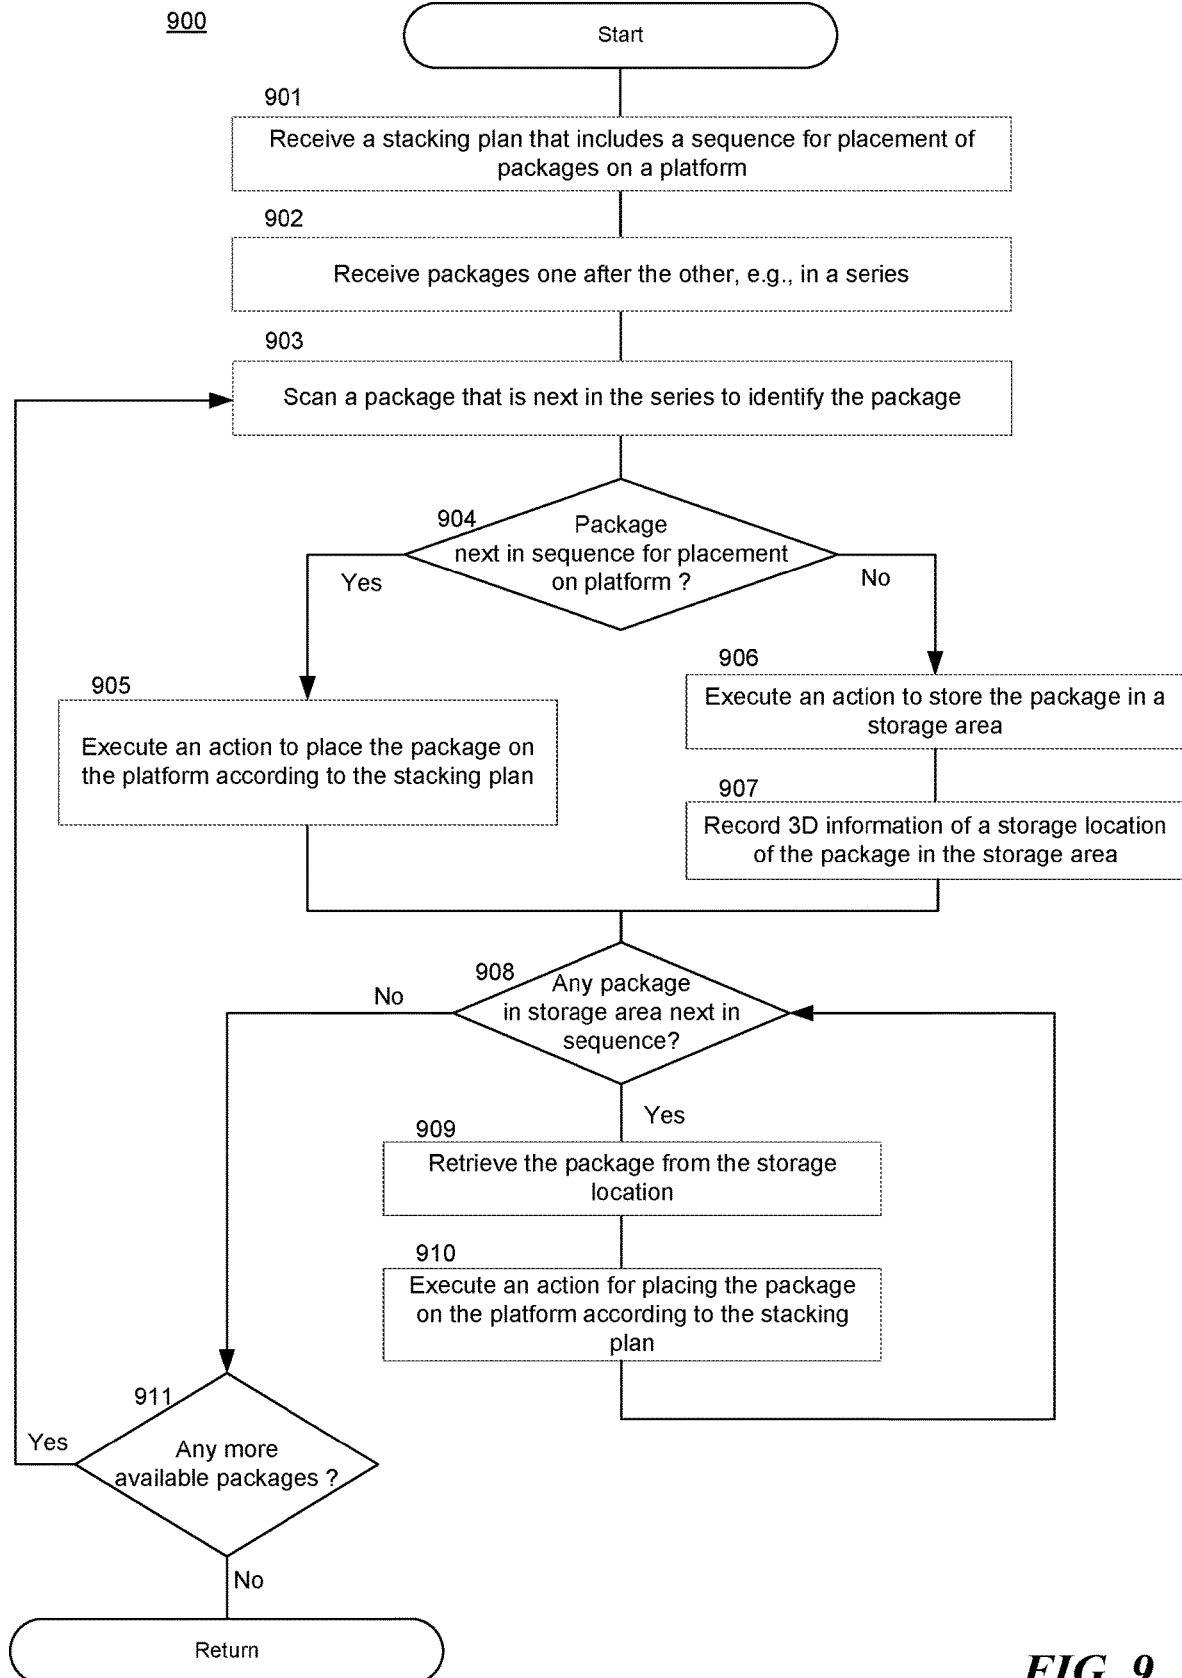 900
Start
901
Receive a stacking plan that includes a sequence for placement of
packages on a platform
902
Receive packages one after the other, e.g., in a series
903
Scan a package that is next in the series to identify the package
904
Package
next in sequence for placement
on platform ?
Yes
No
905
Execute an action to place the package on
the platform according to the stacking plan
906
Execute an action to store the package in a
storage area
907
Record 3D information of a storage location
of the package in the storage area
908
Any package
in storage area next in
sequence?
No
Yes
909
Retrieve the package from the storage
location
910
Execute an action for placing the package
on the platform according to the stacking
plan
911
Any more
available packages ?
Yes
No
Return
FIG. 9